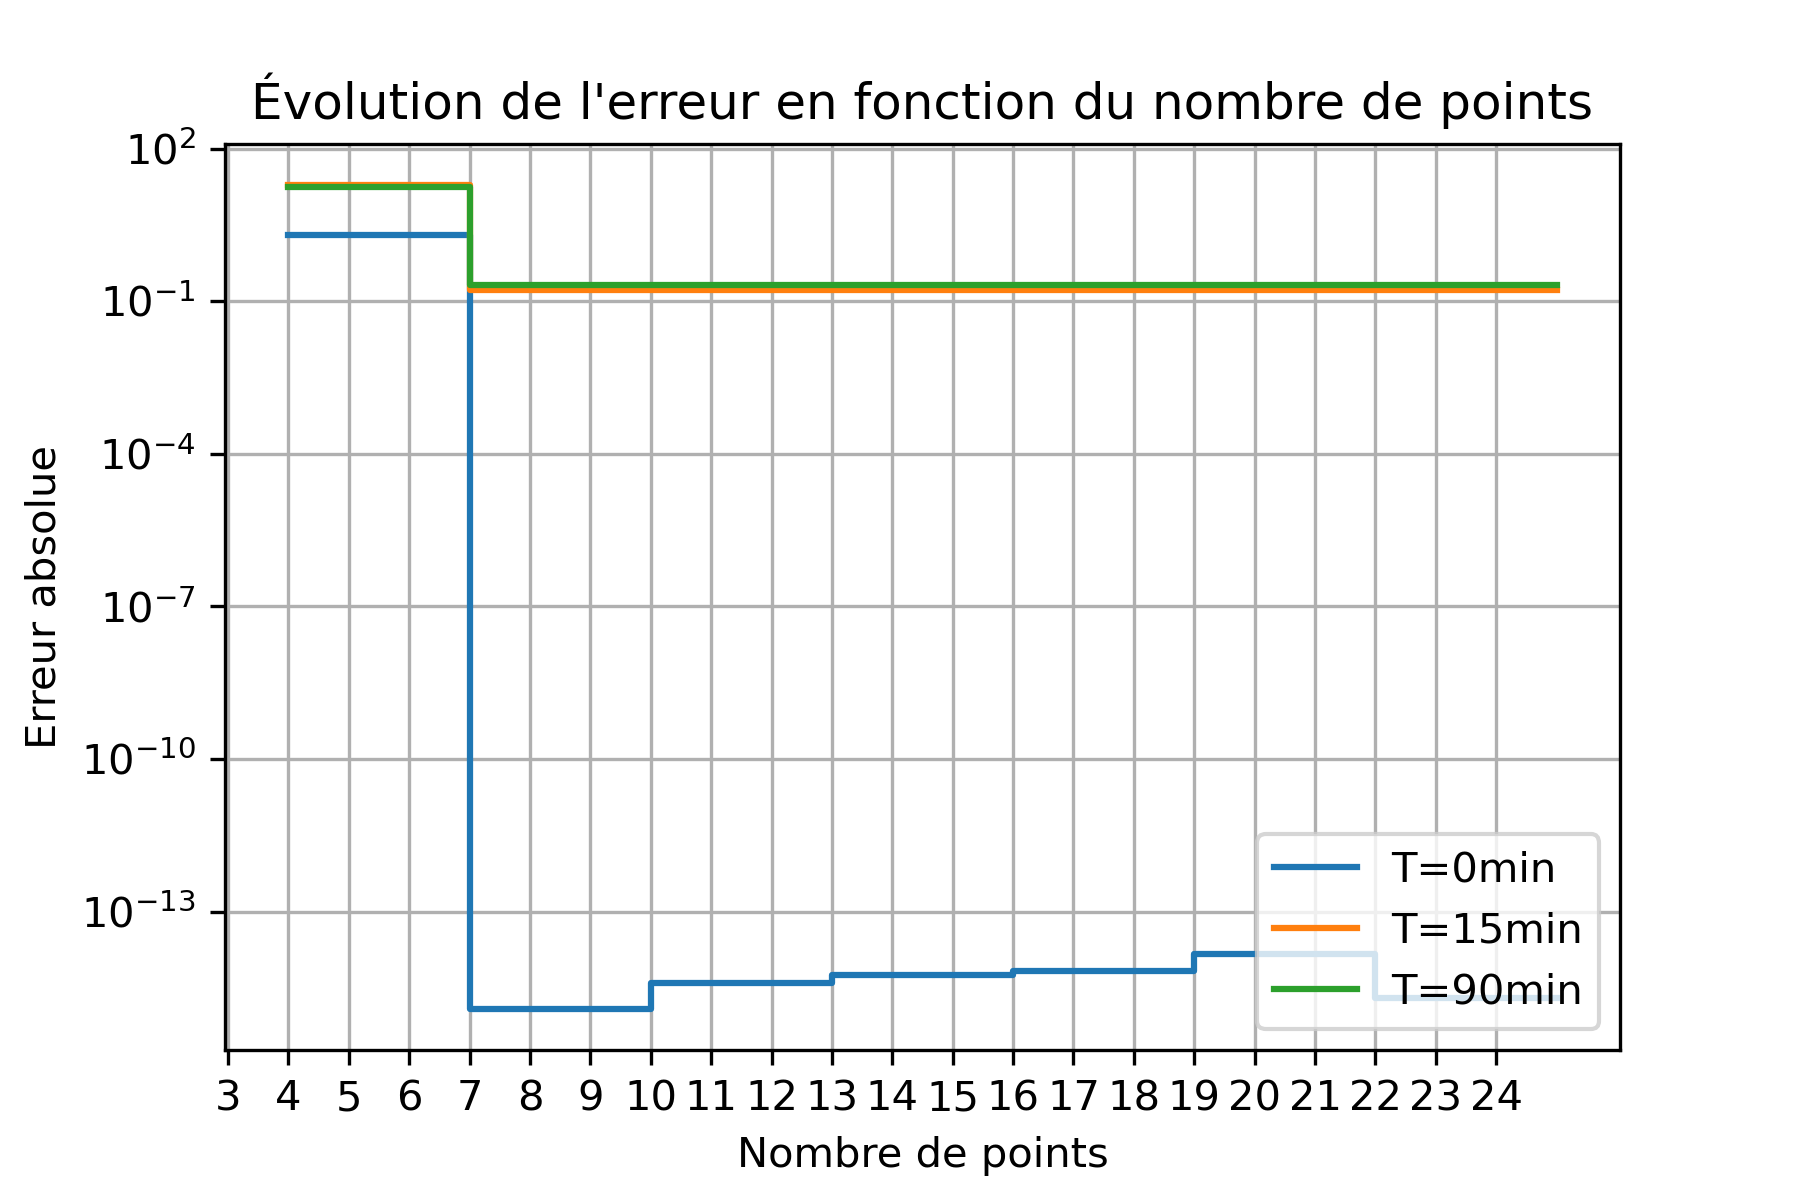 Évolution de l'erreur en fonction du nombre de points
10²
10⁻¹
10⁻⁴
10⁻⁷
10⁻¹⁰
10⁻¹³
Erreur absolue
T=0min
T=15min
T=90min
3 4 5 6 7 8 9 10 11 12 13 14 15 16 17 18 19 20 21 22 23 24
Nombre de points